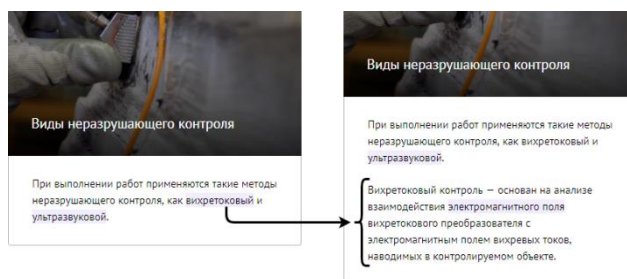 Виды неразрушающего контроля
При выполнении работ применяются такие методы
неразрушающего контроля, как вихретоковый и
ультразвуковой.
Виды неразрушающего контроля
При выполнении работ применяются такие методы
неразрушающего контроля, как вихретоковый и
ультразвуковой.
Вихретоковый контроль — основан на анализе
взаимодействия электромагнитного поля
вихретокового преобразователя с
электромагнитным полем вихревых токов,
наводимых в контролируемом объекте.